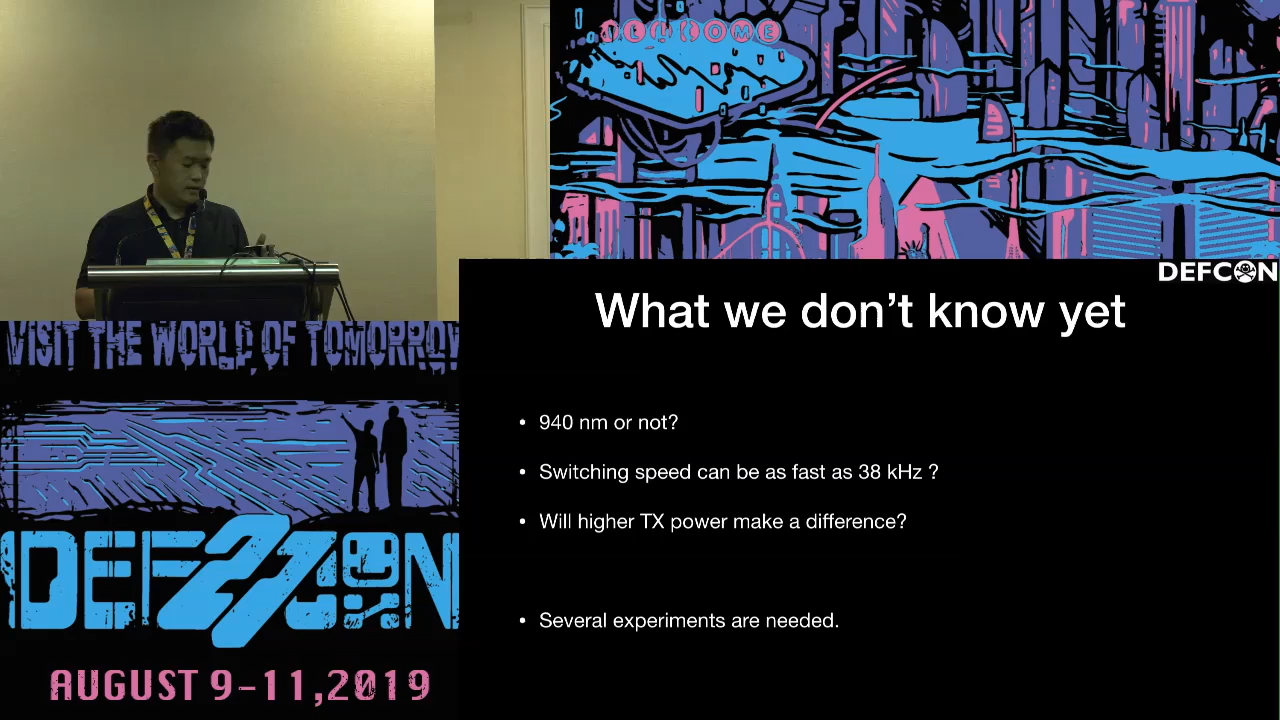 WELCOME
DEFCON
What we don't know yet
• 940 nm or not?
• Switching speed can be as fast as 38 kHz ?
• Will higher TX power make a difference?
• Several experiments are needed.
VISIT THE WORLD OF TOMORROW
DEF27CON
AUGUST 9-11,2019